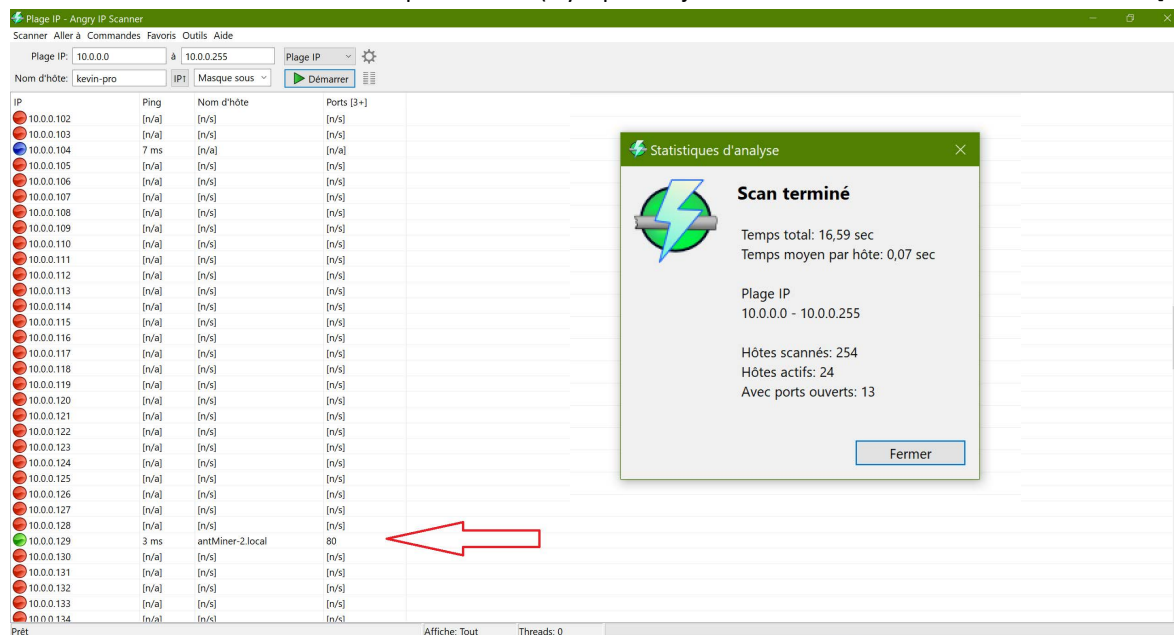 Plage IP - Angry IP Scanner
Scanner Aller à Commandes Favoris Outils Aide
Plage IP: 10.0.0.0 à 10.0.0.255 Plage IP
Nom d'hôte: kevin-pro IP↑ Masque sous Démarrer
IP Ping Nom d'hôte Ports [3+]
10.0.0.102 [n/a] [n/s] [n/s]
10.0.0.103 [n/a] [n/s] [n/s]
10.0.0.104 7 ms [n/a] [n/a]
10.0.0.105 [n/a] [n/s] [n/s]
10.0.0.106 [n/a] [n/s] [n/s]
10.0.0.107 [n/a] [n/s] [n/s]
10.0.0.108 [n/a] [n/s] [n/s]
10.0.0.109 [n/a] [n/s] [n/s]
10.0.0.110 [n/a] [n/s] [n/s]
10.0.0.111 [n/a] [n/s] [n/s]
10.0.0.112 [n/a] [n/s] [n/s]
10.0.0.113 [n/a] [n/s] [n/s]
10.0.0.114 [n/a] [n/s] [n/s]
10.0.0.115 [n/a] [n/s] [n/s]
10.0.0.116 [n/a] [n/s] [n/s]
10.0.0.117 [n/a] [n/s] [n/s]
10.0.0.118 [n/a] [n/s] [n/s]
10.0.0.119 [n/a] [n/s] [n/s]
10.0.0.120 [n/a] [n/s] [n/s]
10.0.0.121 [n/a] [n/s] [n/s]
10.0.0.122 [n/a] [n/s] [n/s]
10.0.0.123 [n/a] [n/s] [n/s]
10.0.0.124 [n/a] [n/s] [n/s]
10.0.0.125 [n/a] [n/s] [n/s]
10.0.0.126 [n/a] [n/s] [n/s]
10.0.0.127 [n/a] [n/s] [n/s]
10.0.0.128 [n/a] [n/s] [n/s]
10.0.0.129 3 ms antMiner-2.local 80
10.0.0.130 [n/a] [n/s] [n/s]
10.0.0.131 [n/a] [n/s] [n/s]
10.0.0.132 [n/a] [n/s] [n/s]
10.0.0.133 [n/a] [n/s] [n/s]
10.0.0.134 [n/a] [n/s] [n/s]
Prêt Affiche: Tout Threads: 0
Statistiques d'analyse
Scan terminé
Temps total: 16,59 sec
Temps moyen par hôte: 0,07 sec
Plage IP
10.0.0.0 - 10.0.0.255
Hôtes scannés: 254
Hôtes actifs: 24
Avec ports ouverts: 13
Fermer